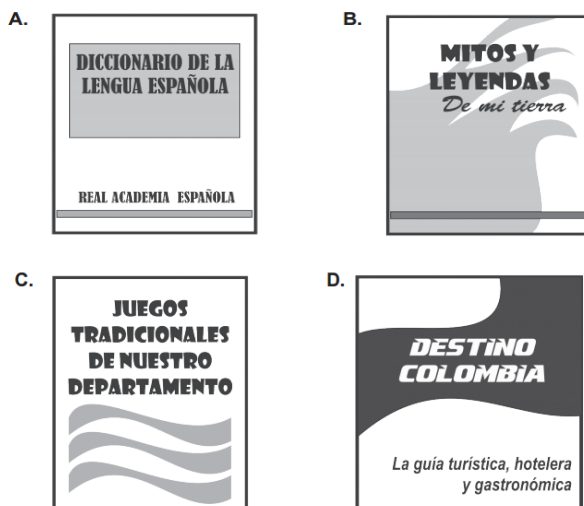 A.
DICCIONARIO DE LA
LENGUA ESPAÑOLA
REAL ACADEMIA ESPAÑOLA
B.
MITOS Y
LEYENDAS
De mi tierra
C.
JUEGOS
TRADICIONALES
DE NUESTRO
DEPARTAMENTO
D.
DESTINO
COLOMBIA
La guía turística, hotelera
y gastronómica